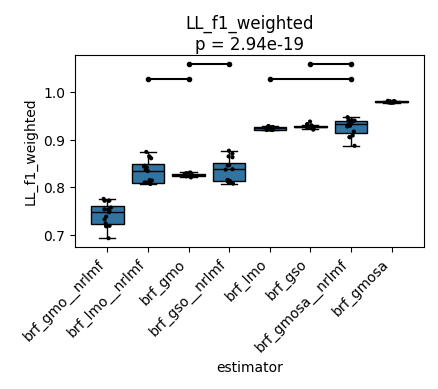 LL_f1_weighted
p = 2.94e-19
LL_f1_weighted
1.0
0.9
0.8
0.7
brf_gmo__nrlmf
brf_lmo__nrlmf
brf_gmo
brf_gso__nrlmf
brf_lmo
brf_gso
brf_gmosa__nrlmf
brf_gmosa
estimator